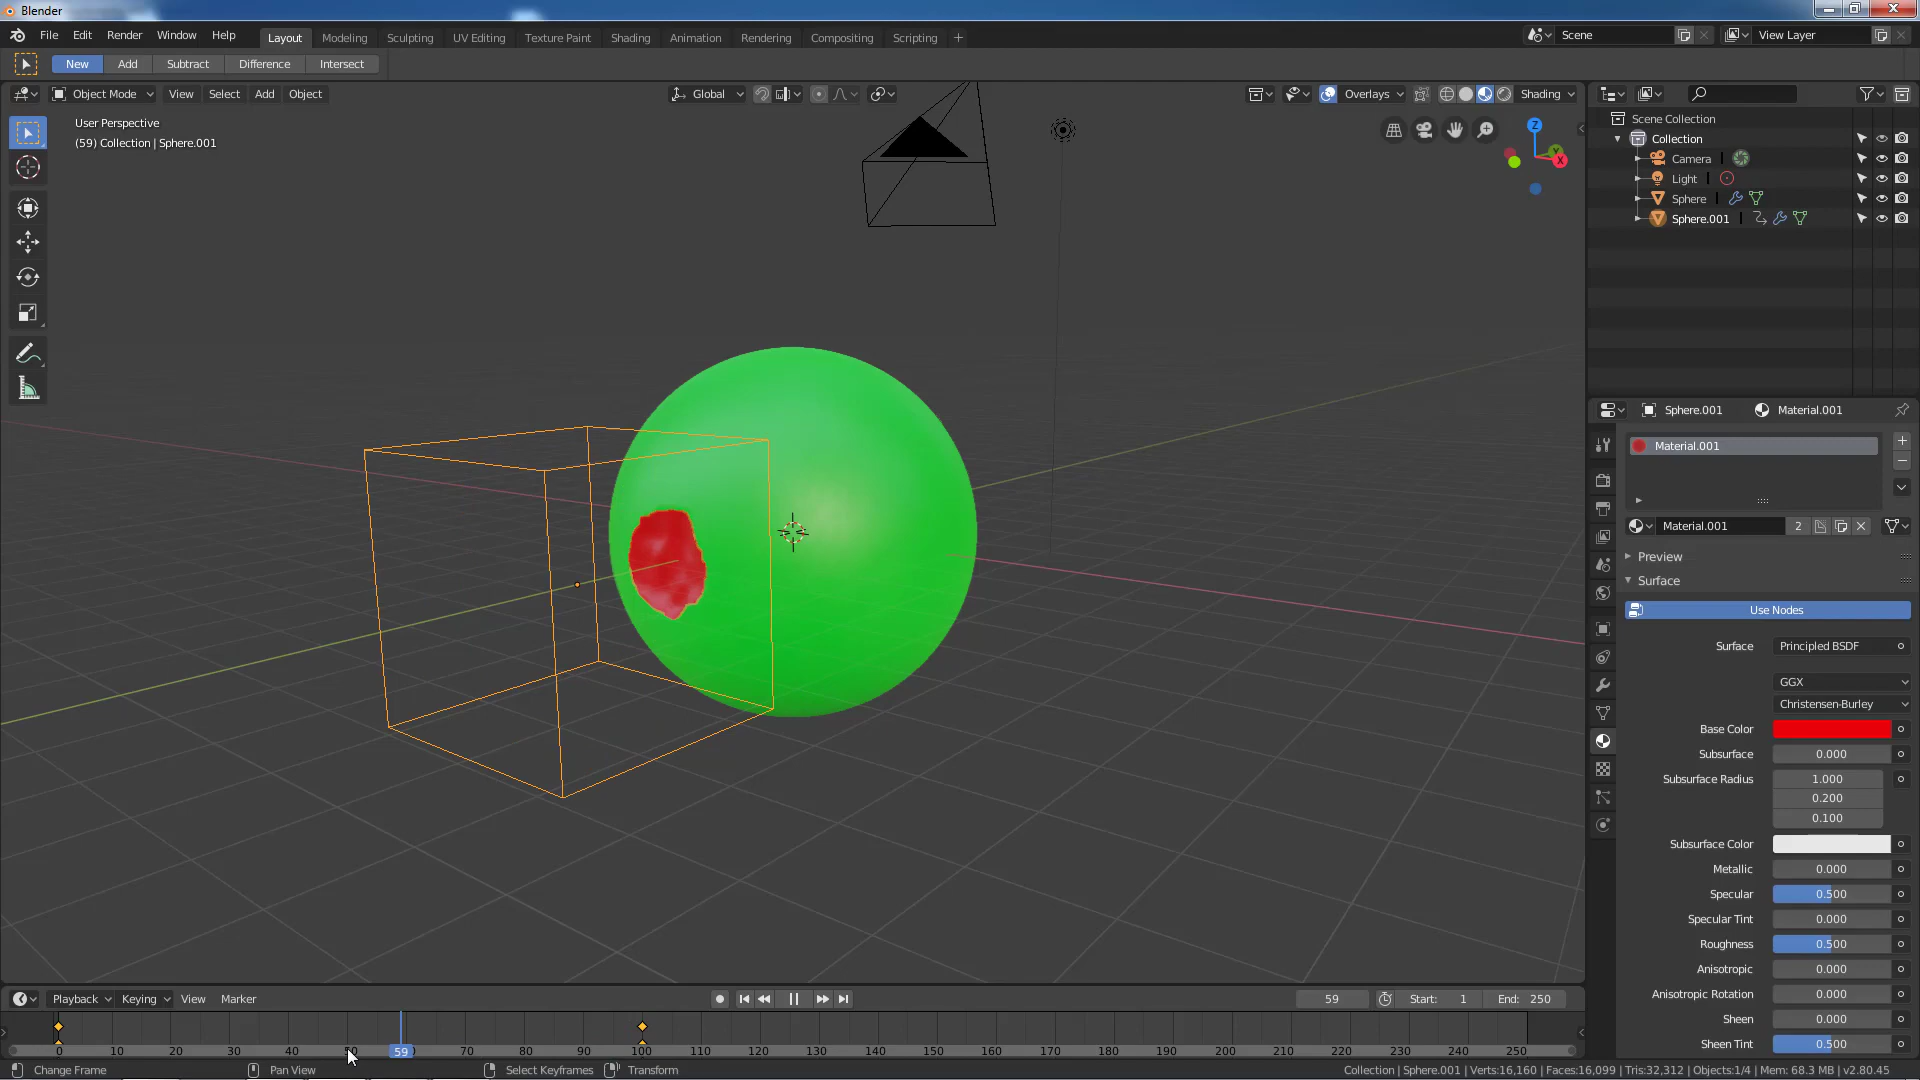 Blender
File Edit Render Window Help Layout Modeling Sculpting UV Editing Texture Paint Shading Animation Rendering Compositing Scripting + Scene View Layer
New Add Subtract Difference Intersect
Object Mode View Select Add Object Global Overlays Shading
User Perspective
(59) Collection | Sphere.001
Z
Y
X
Scene Collection
Collection
Camera
Light
Sphere
Sphere.001
Sphere.001 Material.001
Material.001
Material.001 2
Preview
Surface
Use Nodes
Surface Principled BSDF
GGX
Christensen-Burley
Base Color
Subsurface 0.000
Subsurface Radius 1.000
0.200
0.100
Subsurface Color
Metallic 0.000
Specular 0.500
Specular Tint 0.000
Roughness 0.500
Anisotropic 0.000
Anisotropic Rotation 0.000
Sheen 0.000
Sheen Tint 0.500
Playback Keying View Marker 59 Start: 1 End: 250
0 10 20 30 40 59 70 80 90 100 110 120 130 140 150 160 170 180 190 200 210 220 230 240 250
Change Frame Pan View Select Keyframes Transform Collection | Sphere.001 | Verts:16,160 | Faces:16,099 | Tris:32,312 | Objects:1/4 | Mem: 68.3 MB | v2.80.45